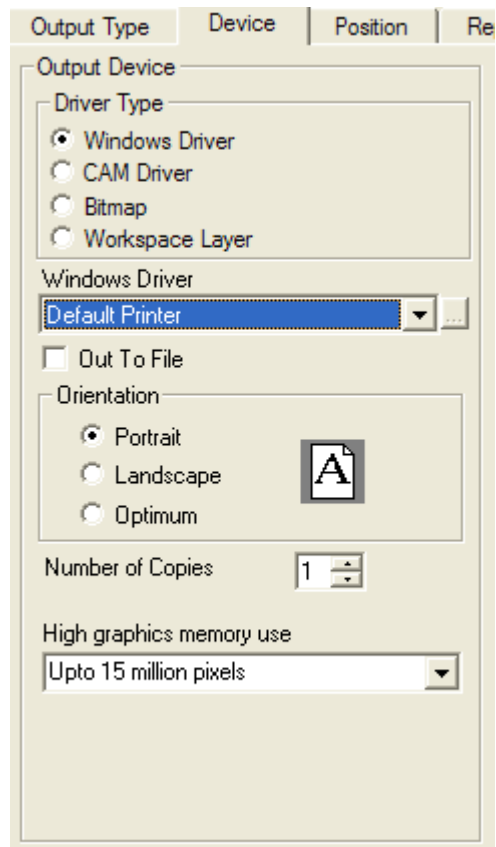 Output Type Device Position Re
Output Device
Driver Type
Windows Driver
CAM Driver
Bitmap
Workspace Layer
Windows Driver
Default Printer ...
Out To File
Orientation
Portrait
Landscape
Optimum
A
Number of Copies 1
High graphics memory use
Upto 15 million pixels